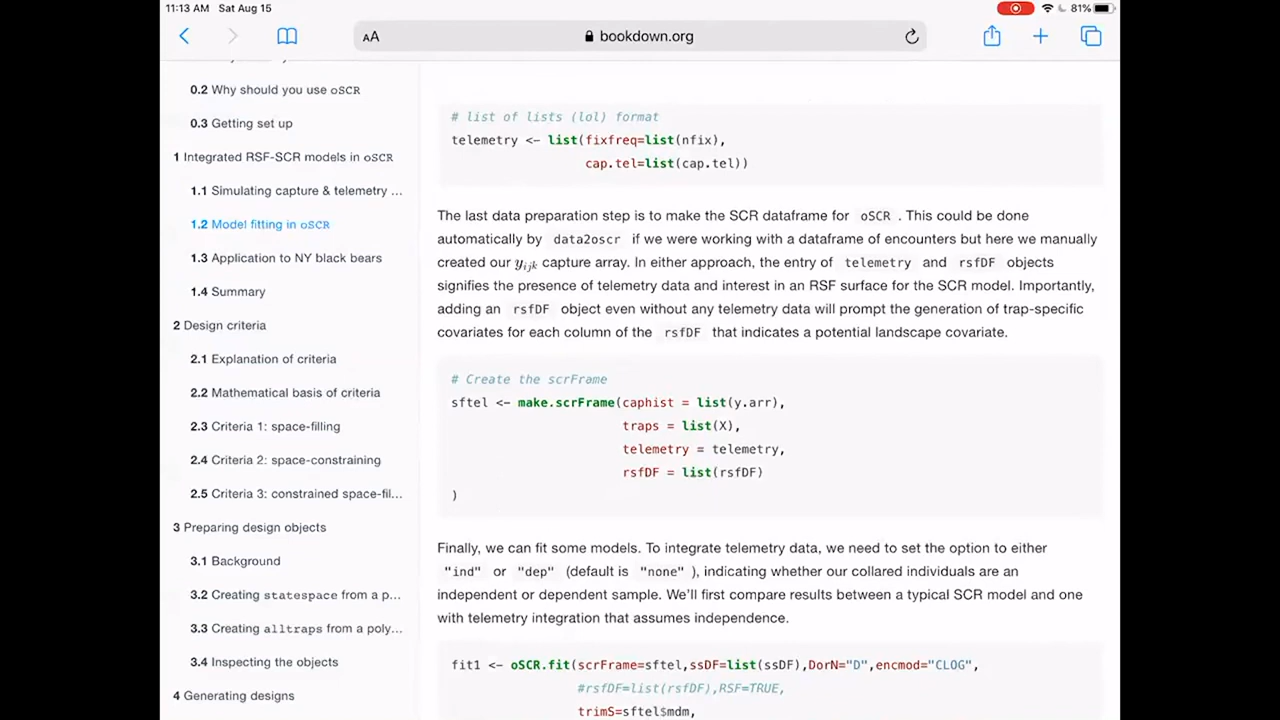 11:13 AM Sat Aug 15
81%
AA
bookdown.org
0.2 Why should you use oSCR
0.3 Getting set up
1 Integrated RSF-SCR models in oSCR
1.1 Simulating capture & telemetry ...
1.2 Model fitting in oSCR
1.3 Application to NY black bears
1.4 Summary
2 Design criteria
2.1 Explanation of criteria
2.2 Mathematical basis of criteria
2.3 Criteria 1: space-filling
2.4 Criteria 2: space-constraining
2.5 Criteria 3: constrained space-fil...
3 Preparing design objects
3.1 Background
3.2 Creating statespace from a p...
3.3 Creating alltraps from a poly...
3.4 Inspecting the objects
4 Generating designs
# list of lists (lol) format
telemetry <- list(fixfreq=list(nfix),
cap.tel=list(cap.tel))
The last data preparation step is to make the SCR dataframe for oSCR . This could be done
automatically by data2oscr if we were working with a dataframe of encounters but here we manually
created our yijk capture array. In either approach, the entry of telemetry and rsfDF objects
signifies the presence of telemetry data and interest in an RSF surface for the SCR model. Importantly,
adding an rsfDF object even without any telemetry data will prompt the generation of trap-specific
covariates for each column of the rsfDF that indicates a potential landscape covariate.
# Create the scrFrame
sftel <- make.scrFrame(caphist = list(y.arr),
traps = list(X),
telemetry = telemetry,
rsfDF = list(rsfDF)
)
Finally, we can fit some models. To integrate telemetry data, we need to set the option to either
"ind" or "dep" (default is "none" ), indicating whether our collared individuals are an
independent or dependent sample. We'll first compare results between a typical SCR model and one
with telemetry integration that assumes independence.
fit1 <- oSCR.fit(scrFrame=sftel,ssDF=list(ssDF),DorN="D",encmod="CLOG",
#rsfDF=list(rsfDF),RSF=TRUE,
trimS=sftel$mdm,